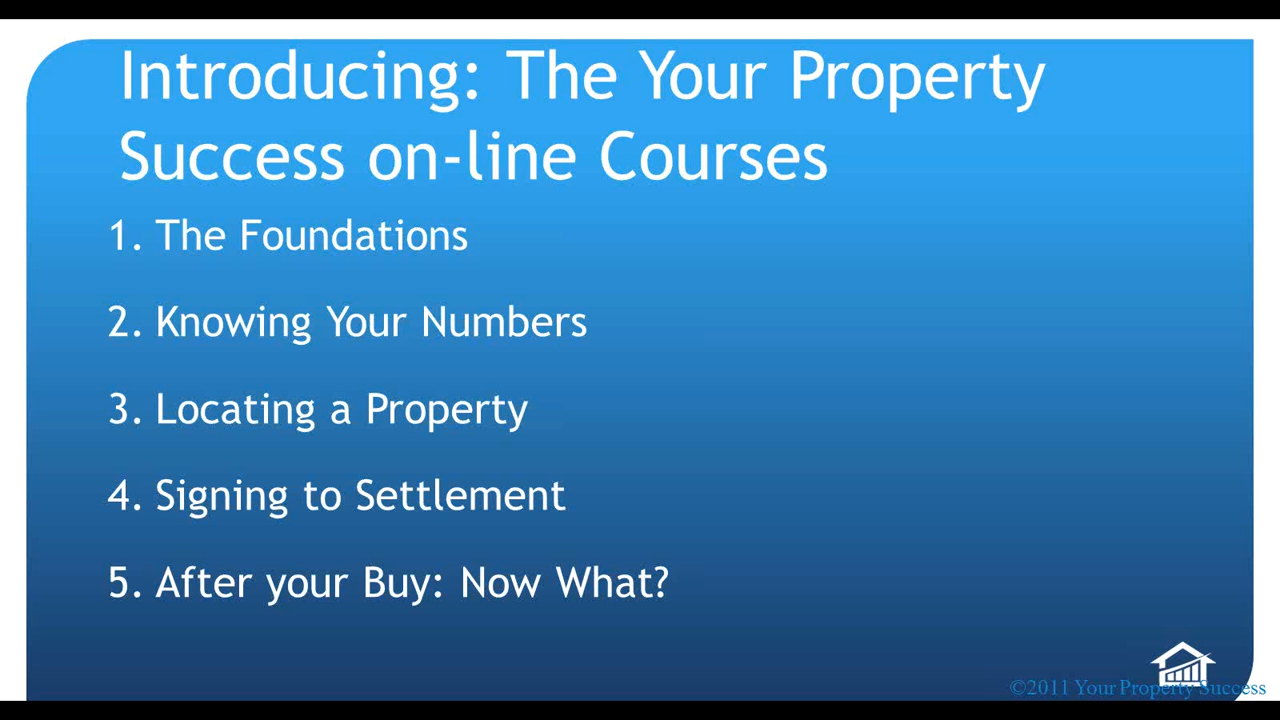 Introducing: The Your Property
Success on-line Courses
1. The Foundations
2. Knowing Your Numbers
3. Locating a Property
4. Signing to Settlement
5. After your Buy: Now What?
©2011 Your Property Success